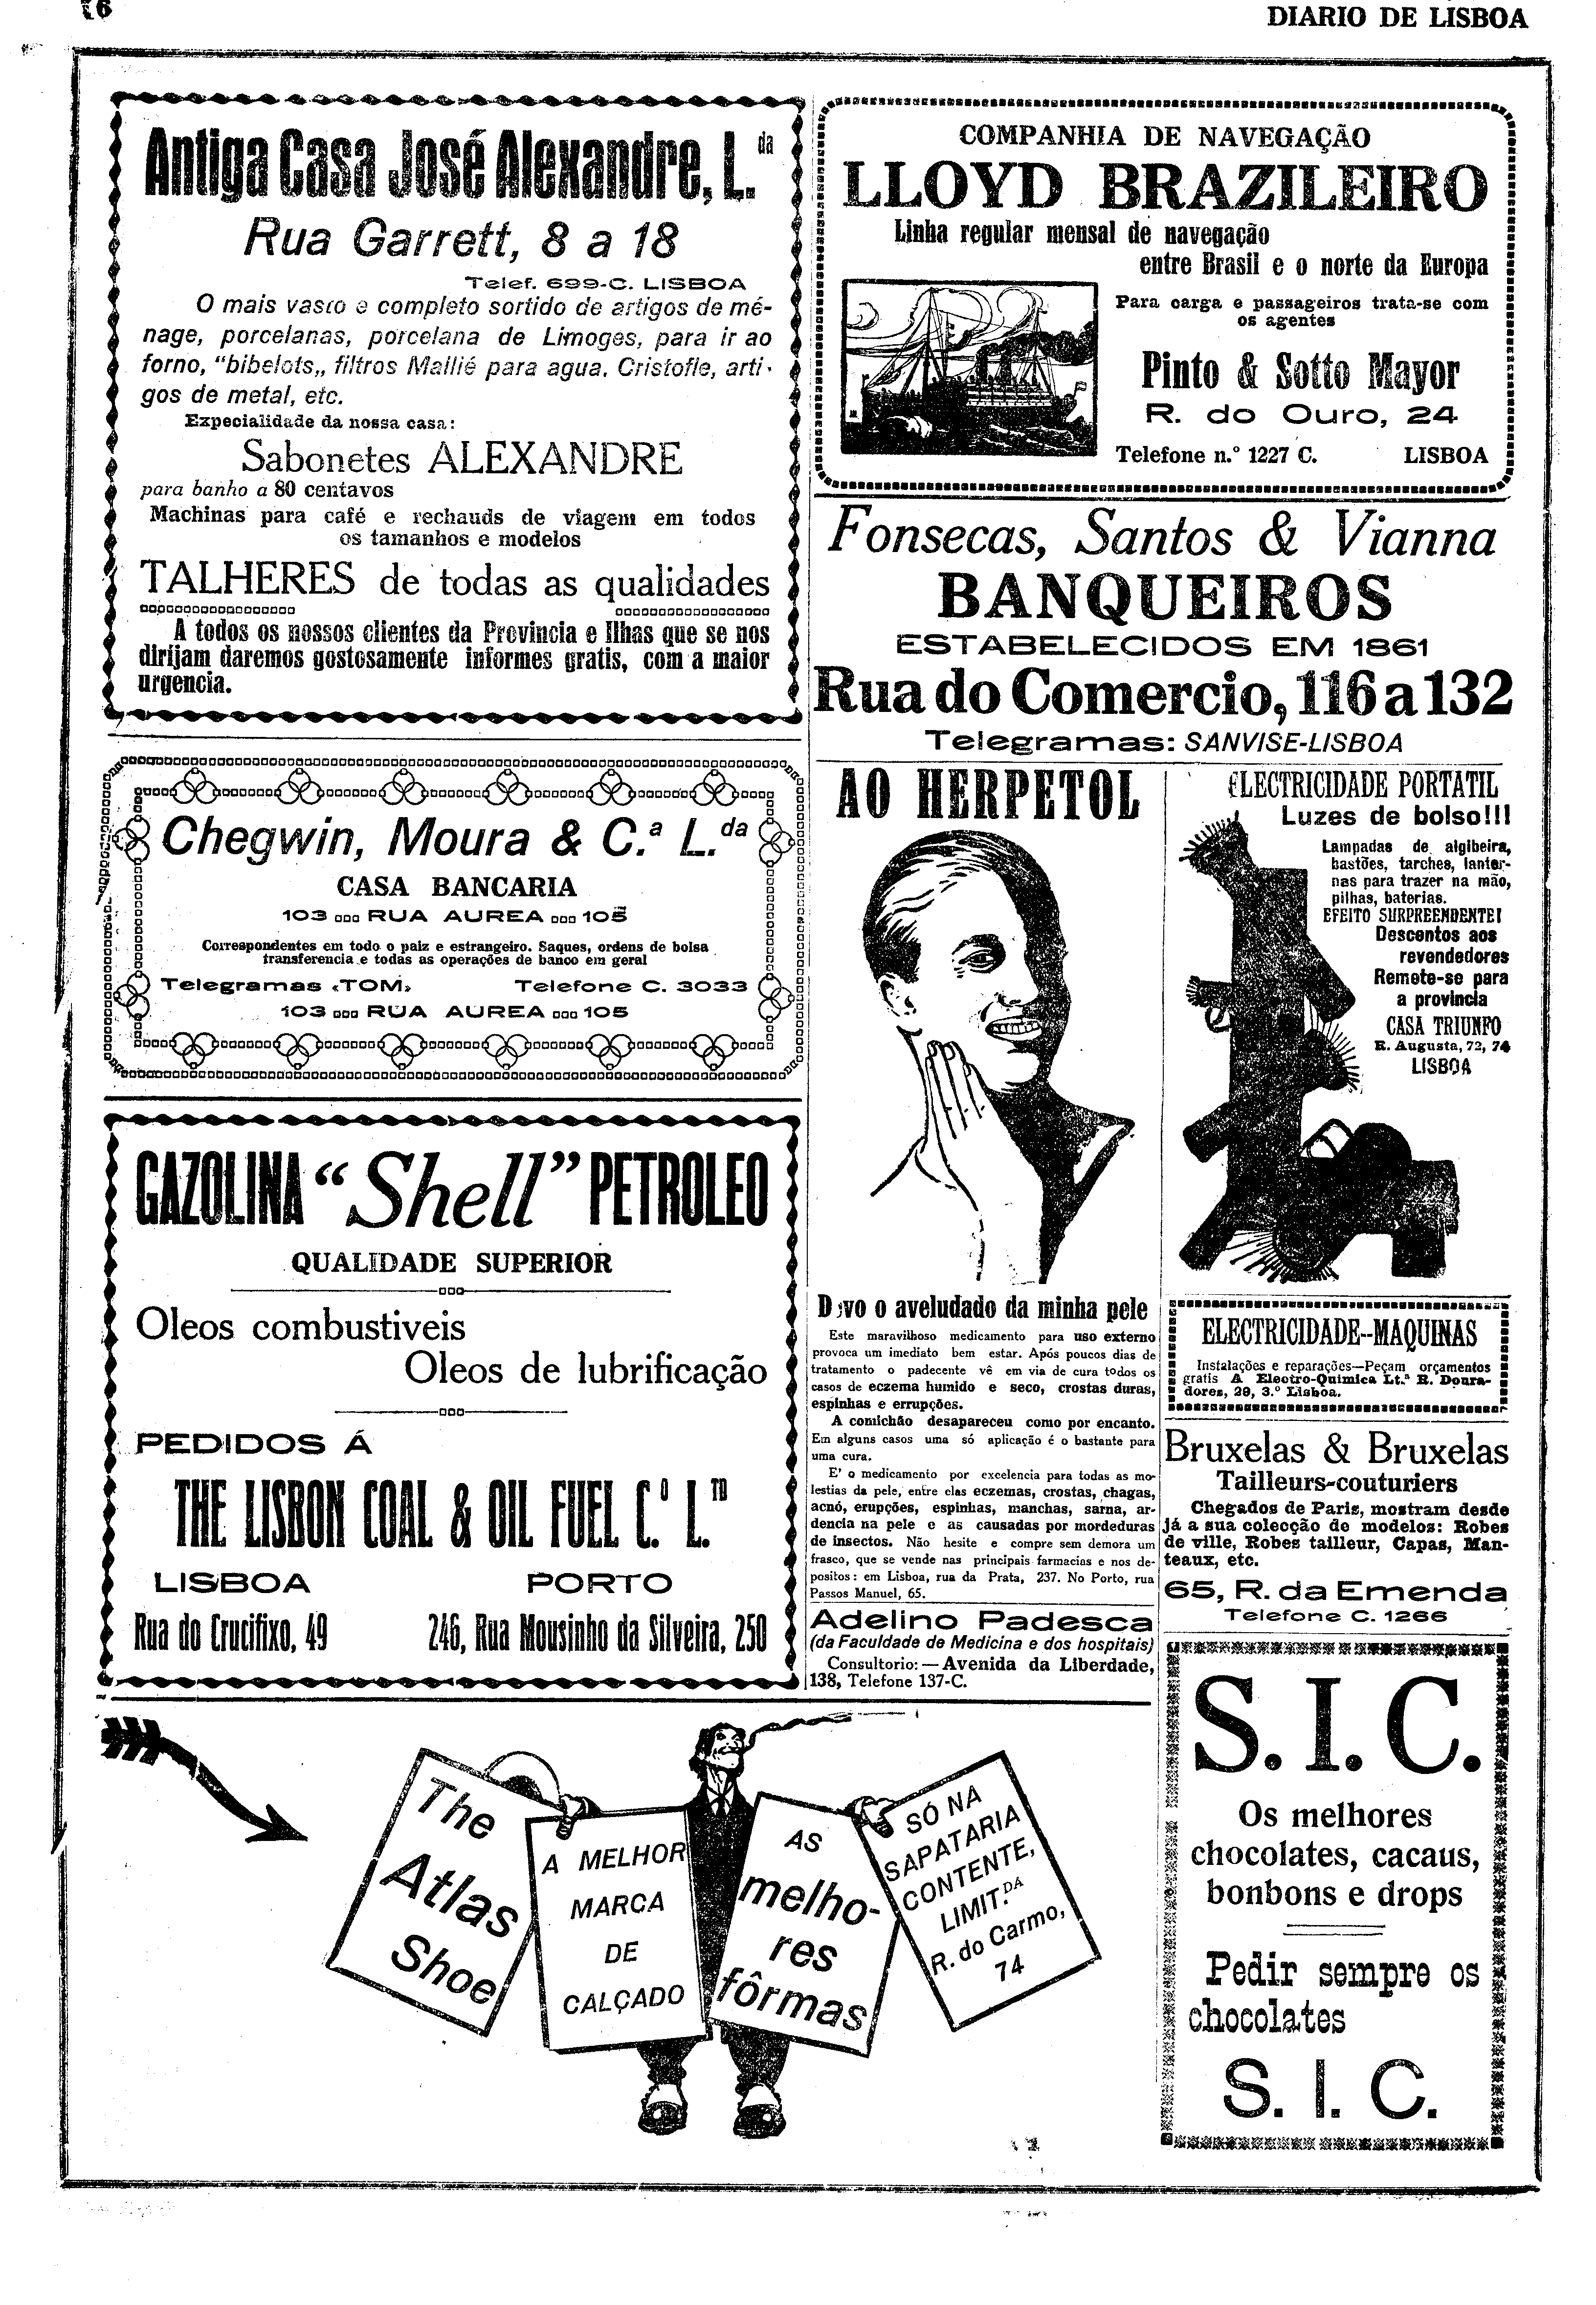 16
DIARIO DE LISBOA
Antiga Casa José Alexandre, L.da
Rua Garrett, 8 a 18
Telef. 699-C. LISBOA
O mais vasto e completo sortido de artigos de mé-
nage, porcelanas, porcelana de Limoges, para ir ao
forno, "bibelots„ filtros Mallié para agua. Cristofle, arti-
gos de metal, etc.
Expecialidade da nossa casa:
Sabonetes ALEXANDRE
para banho a 80 centavos
Machinas para café e rechauds de viagem em todos
os tamanhos e modelos
TALHERES de todas as qualidades
A todos os nossos clientes da Provincia e Ilhas que se nos
dirijam daremos gostosamente informes gratis, com a maior
urgencia.
Chegwin, Moura & C.ª L.da
CASA BANCARIA
103 RUA AUREA 105
Correspondentes em todo o paiz e estrangeiro. Saques, ordens de bolsa
transferencia e todas as operações de banco em geral
Telegramas «TOM» Telefone C. 3033
103 RUA AUREA 105
GAZOLINA "Shell" PETROLEO
QUALIDADE SUPERIOR
Oleos combustiveis
Oleos de lubrificação
PEDIDOS Á
THE LISBON COAL & OIL FUEL C.º L.TD
LISBOA PORTO
Rua do Crucifixo, 49 246, Rua Mousinho da Silveira, 250
COMPANHIA DE NAVEGAÇÃO
LLOYD BRAZILEIRO
Linha regular mensal de navegação
entre Brasil e o norte da Europa
Para carga e passageiros trata-se com
os agentes
Pinto & Sotto Mayor
R. do Ouro, 24
Telefone n.º 1227 C. LISBOA
Fonsecas, Santos & Vianna
BANQUEIROS
ESTABELECIDOS EM 1861
Rua do Comercio, 116 a 132
Telegramas: SANVISE-LISBOA
AO HERPETOL
Devo o aveludado da minha pele
Este maravilhoso medicamento para uso externo
provoca um imediato bem estar. Após poucos dias de
tratamento o padecente vê em via de cura todos os
casos de eczema humido e seco, crostas duras,
espinhas e errupções.
A comichão desapareceu como por encanto.
Em alguns casos uma só aplicação é o bastante para
uma cura.
E' o medicamento por excelencia para todas as mo-
lestias da pele, entre elas eczemas, crostas, chagas,
acnó, erupções, espinhas, manchas, sarna, ar-
dencia na pele e as causadas por mordeduras
de insectos. Não hesite e compre sem demora um
frasco, que se vende nas principais farmacias e nos de-
positos: em Lisboa, rua da Prata, 237. No Porto, rua
Passos Manuel, 65.
Adelino Padesca
(da Faculdade de Medicina e dos hospitais)
Consultorio: — Avenida da Liberdade,
138, Telefone 137-C.
ELECTRICIDADE PORTATIL
Luzes de bolso!!!
Lampadas de algibeira,
bastões, tarches, lanter-
nas para trazer na mão,
pilhas, baterias.
EFEITO SURPREENDENTE!
Descontos aos
revendedores
Remete-se para
a provincia
CASA TRIUNFO
R. Augusta, 72, 74
LISBOA
ELECTRICIDADE--MAQUINAS
Instalações e reparações—Peçam orçamentos
gratis A Electro-Quimica Lt.ª R. Doura-
dores, 29, 3.º Lisboa.
Bruxelas & Bruxelas
Tailleurs-couturiers
Chegados de Paris, mostram desde
já a sua colecção de modelos: Robes
de ville, Robes tailleur, Capas, Man-
teaux, etc.
65, R. da Emenda
Telefone C. 1266
S. I. C.
Os melhores
chocolates, cacaus,
bonbons e drops
Pedir sempre os
chocolates
S. I. C.
The
Atlas
Shoe
A MELHOR
MARCA
DE
CALÇADO
AS
melho-
res
fôrmas
SÓ NA
SAPATARIA
CONTENTE,
LIMIT.DA
R. do Carmo,
74